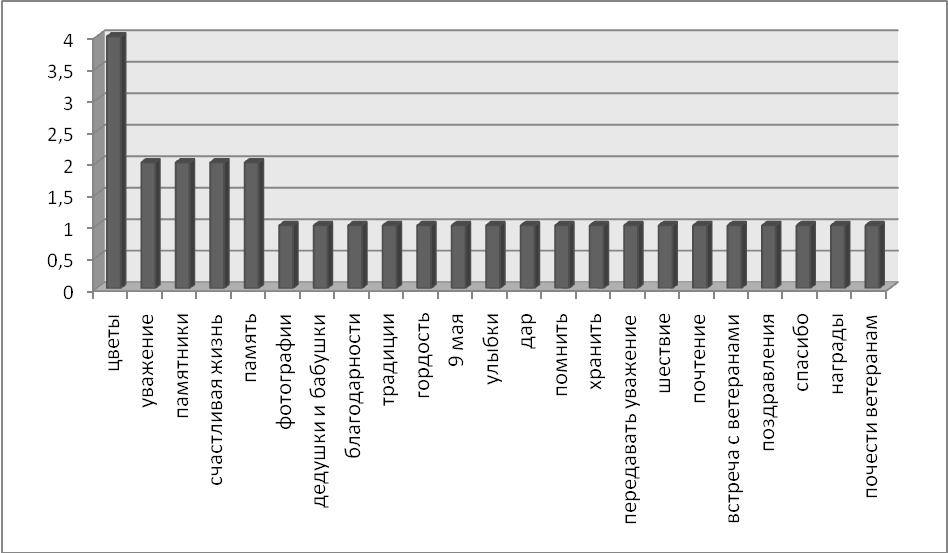 4
3,5
3
2,5
2
1,5
1
0,5
0
цветы
уважение
памятники
счастливая жизнь
память
фотографии
дедушки и бабушки
благодарности
традиции
гордость
9 мая
улыбки
дар
помнить
хранить
передавать уважение
шествие
почтение
встреча с ветеранами
поздравления
спасибо
награды
почести ветеранам